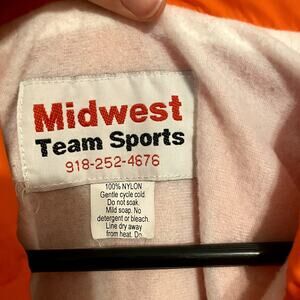 Midwest
Team Sports
918-252-4676
100% NYLON
Gentle cycle cold.
Do not soak.
Mild soap. No
detergent or bleach.
Line dry away
from heat. Do